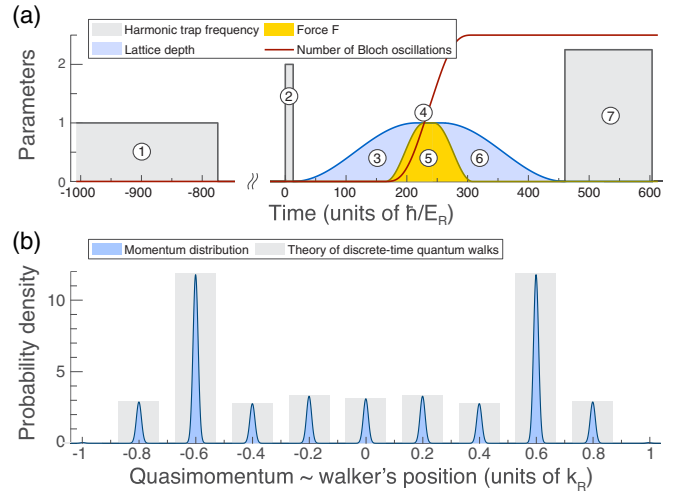 (a)
Harmonic trap frequency
Force F
Lattice depth
Number of Bloch oscillations
Parameters
2
1
0
1
2
3
4
5
6
7
-1000
-900
-800
0
100
200
300
400
500
600
Time (units of ħ/E_R)
(b)
Momentum distribution
Theory of discrete-time quantum walks
Probability density
10
5
0
-1
-0.8
-0.6
-0.4
-0.2
0
0.2
0.4
0.6
0.8
1
Quasimomentum ~ walker's position (units of k_R)